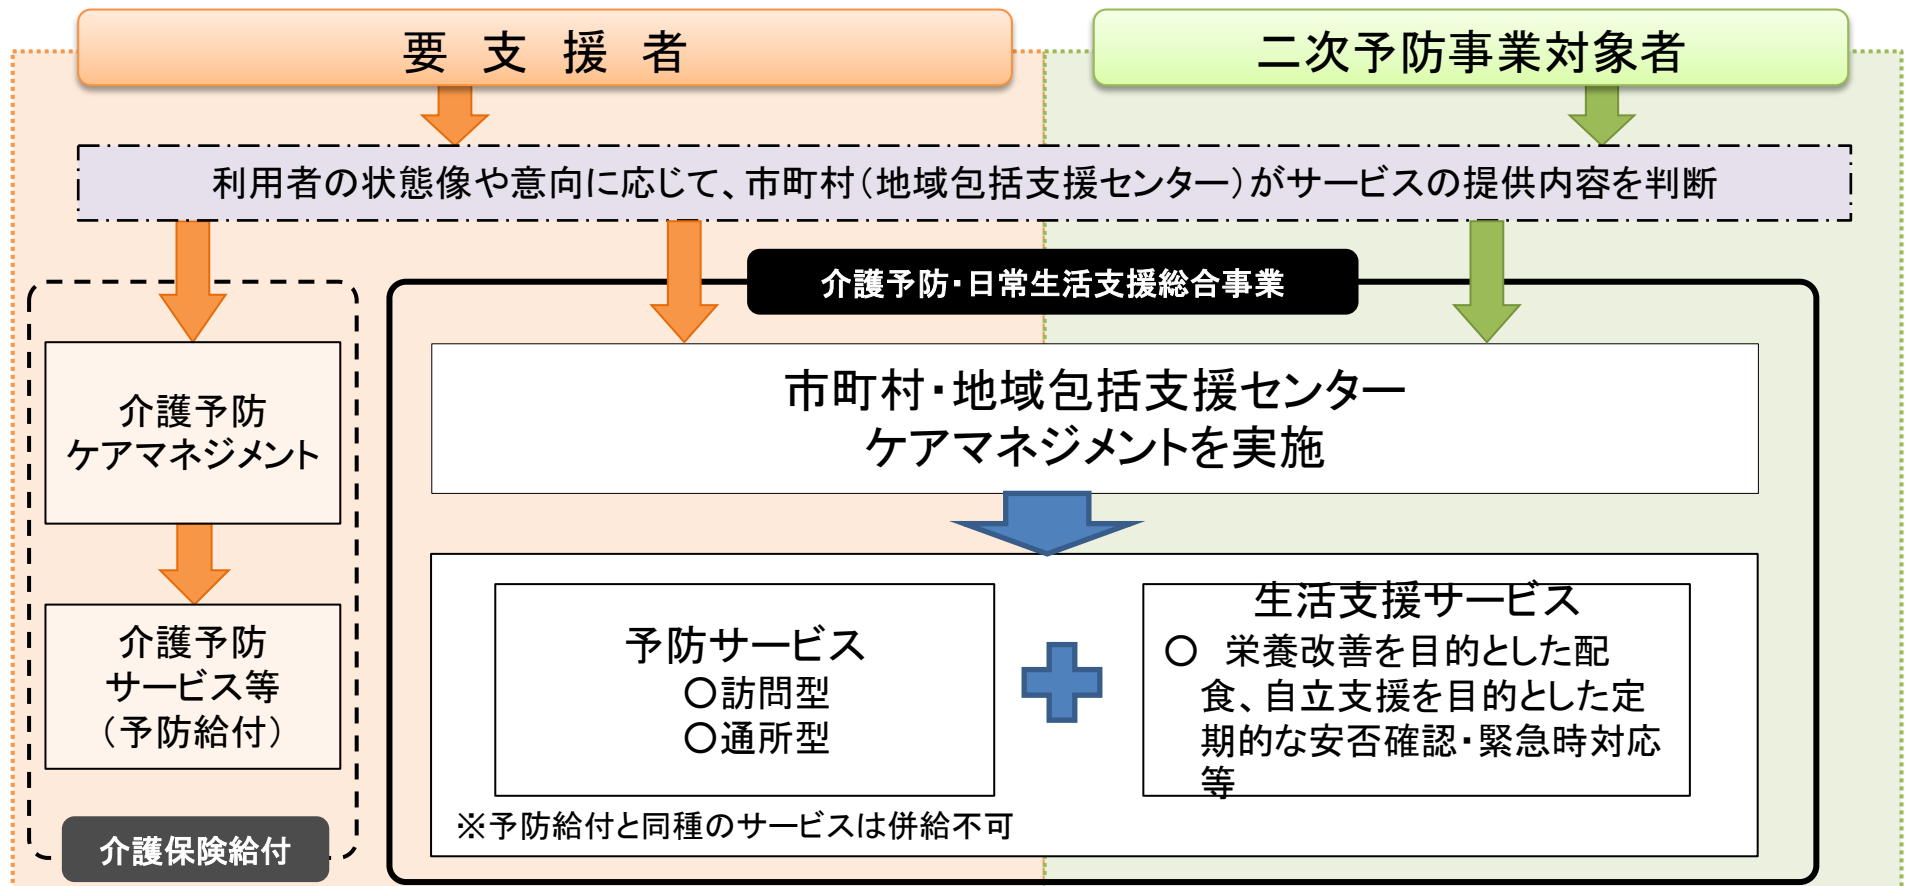 要支援者
二次予防事業対象者
利用者の状態像や意向に応じて、市町村（地域包括支援センター）がサービスの提供内容を判断
介護予防・日常生活支援総合事業
介護予防
ケアマネジメント
市町村・地域包括支援センター
ケアマネジメントを実施
介護予防
サービス等
（予防給付）
介護保険給付
予防サービス
○訪問型
○通所型
生活支援サービス
○　栄養改善を目的とした配
食、自立支援を目的とした定
期的な安否確認・緊急時対応
等
※予防給付と同種のサービスは併給不可